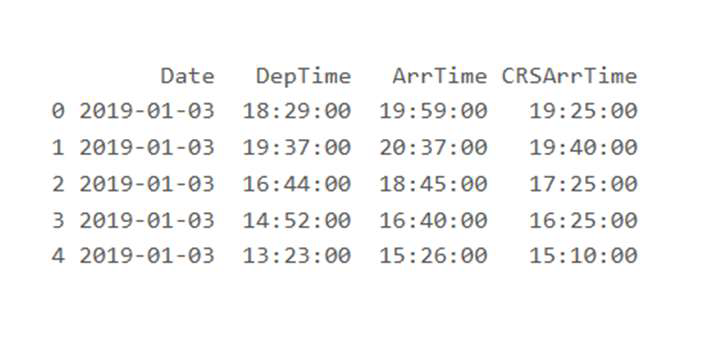 Date DepTime ArrTime CRSArrTime
0 2019-01-03 18:29:00 19:59:00 19:25:00
1 2019-01-03 19:37:00 20:37:00 19:40:00
2 2019-01-03 16:44:00 18:45:00 17:25:00
3 2019-01-03 14:52:00 16:40:00 16:25:00
4 2019-01-03 13:23:00 15:26:00 15:10:00